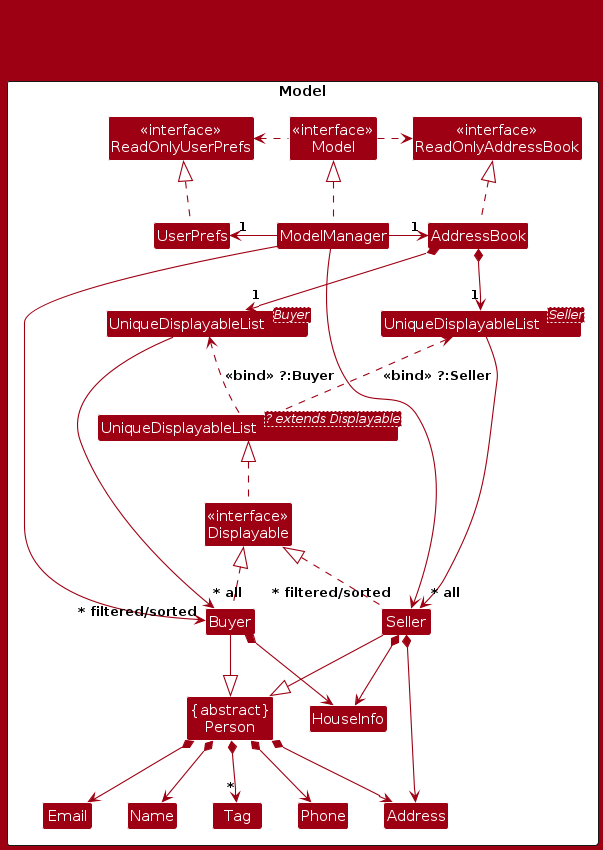 Model
«interface»
ReadOnlyUserPrefs
«interface»
Model
«interface»
ReadOnlyAddressBook
UserPrefs
1
ModelManager
1
AddressBook
1
1
UniqueDisplayableList
Buyer
UniqueDisplayableList
Seller
«bind» ?:Buyer
«bind» ?:Seller
UniqueDisplayableList
? extends Displayable
«interface»
Displayable
* all
* filtered/sorted
* all
* filtered/sorted
Buyer
Seller
{abstract}
Person
HouseInfo
*
Email
Name
Tag
Phone
Address